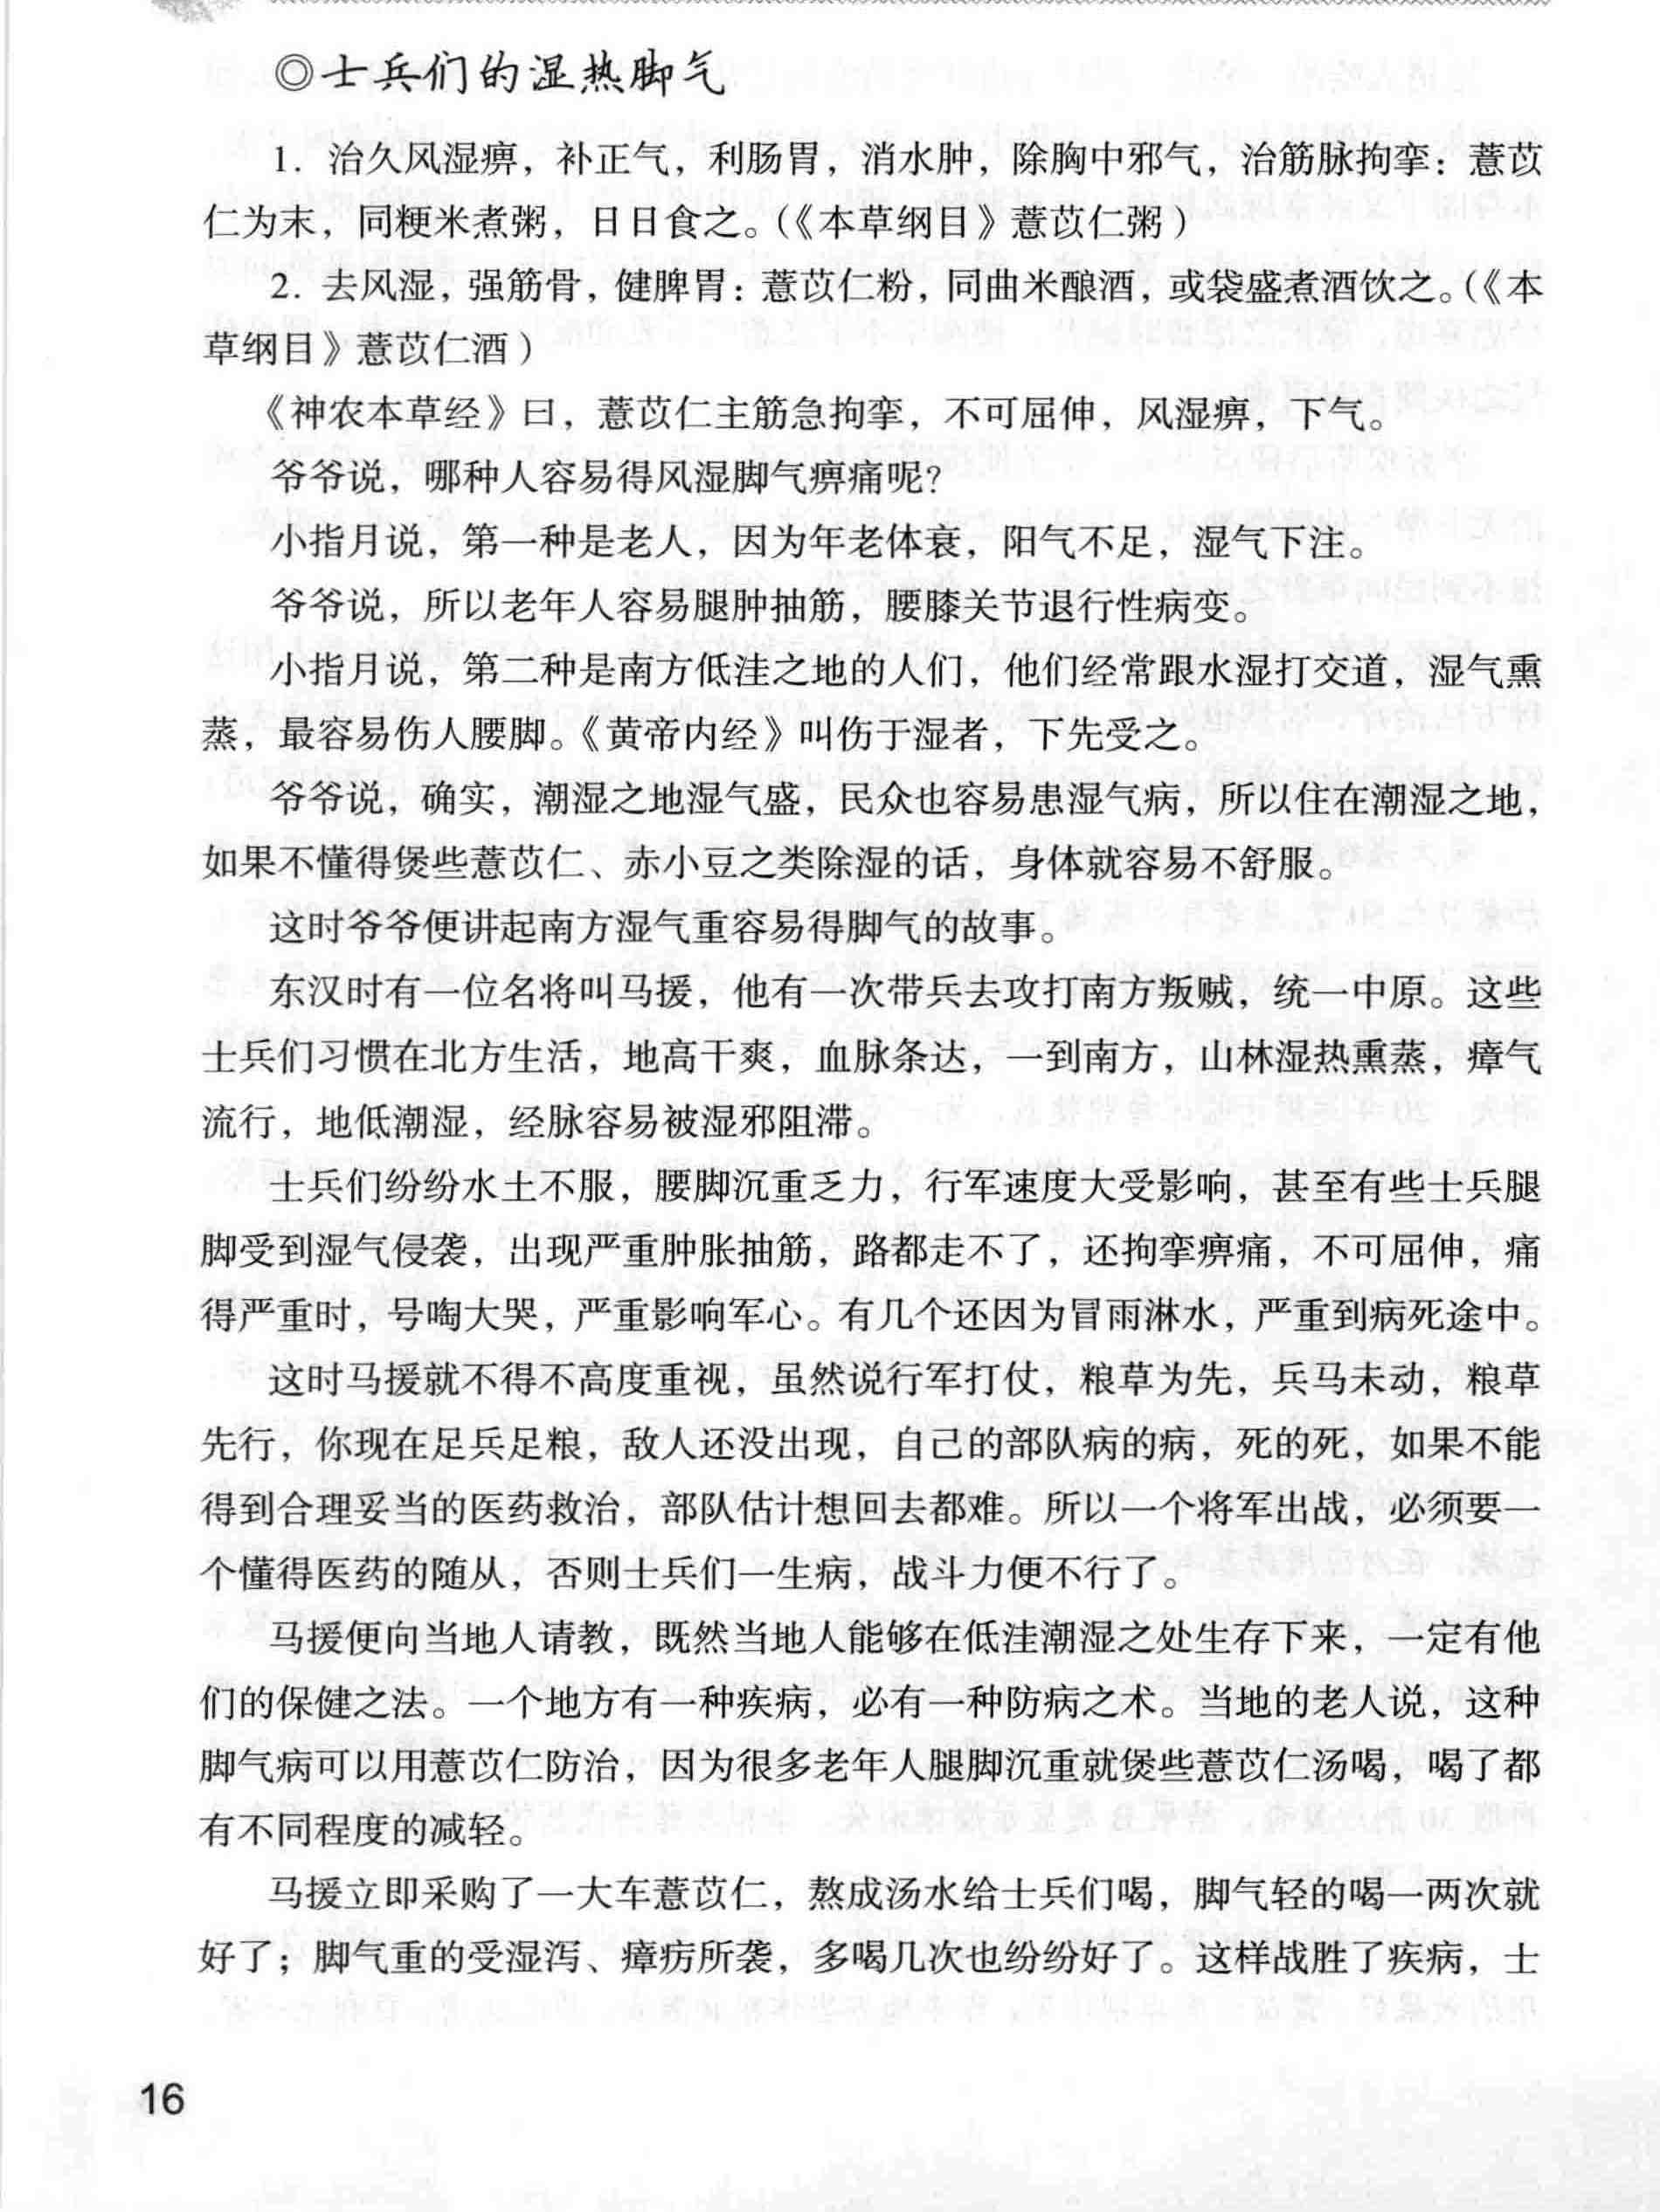 ◎士兵们的湿热脚气
1. 治久风湿痹，补正气，利肠胃，消水肿，除胸中邪气，治筋脉拘挛：薏苡
仁为末，同粳米煮粥，日日食之。（《本草纲目》薏苡仁粥）
2. 去风湿，强筋骨，健脾胃：薏苡仁粉，同曲米酿酒，或袋盛煮酒饮之。（《本
草纲目》薏苡仁酒）
《神农本草经》曰，薏苡仁主筋急拘挛，不可屈伸，风湿痹，下气。
爷爷说，哪种人容易得风湿脚气痹痛呢？
小指月说，第一种是老人，因为年老体衰，阳气不足，湿气下注。
爷爷说，所以老年人容易腿肿抽筋，腰膝关节退行性病变。
小指月说，第二种是南方低洼之地的人们，他们经常跟水湿打交道，湿气熏
蒸，最容易伤人腰脚。《黄帝内经》叫伤于湿者，下先受之。
爷爷说，确实，潮湿之地湿气盛，民众也容易患湿气病，所以住在潮湿之地，
如果不懂得煲些薏苡仁、赤小豆之类除湿的话，身体就容易不舒服。
这时爷爷便讲起南方湿气重容易得脚气的故事。
东汉时有一位名将叫马援，他有一次带兵去攻打南方叛贼，统一中原。这些
士兵们习惯在北方生活，地高干爽，血脉条达，一到南方，山林湿热熏蒸，瘴气
流行，地低潮湿，经脉容易被湿邪阻滞。
士兵们纷纷水土不服，腰脚沉重乏力，行军速度大受影响，甚至有些士兵腿
脚受到湿气侵袭，出现严重肿胀抽筋，路都走不了，还拘挛痹痛，不可屈伸，痛
得严重时，号啕大哭，严重影响军心。有几个还因为冒雨淋水，严重到病死途中。
这时马援就不得不高度重视，虽然说行军打仗，粮草为先，兵马未动，粮草
先行，你现在足兵足粮，敌人还没出现，自己的部队病的病，死的死，如果不能
得到合理妥当的医药救治，部队估计想回去都难。所以一个将军出战，必须要一
个懂得医药的随从，否则士兵们一生病，战斗力便不行了。
马援便向当地人请教，既然当地人能够在低洼潮湿之处生存下来，一定有他
们的保健之法。一个地方有一种疾病，必有一种防病之术。当地的老人说，这种
脚气病可以用薏苡仁防治，因为很多老年人腿脚沉重就煲些薏苡仁汤喝，喝了都
有不同程度的减轻。
马援立即采购了一大车薏苡仁，熬成汤水给士兵们喝，脚气轻的喝一两次就
好了；脚气重的受湿泻、瘴疠所袭，多喝几次也纷纷好了。这样战胜了疾病，士
16